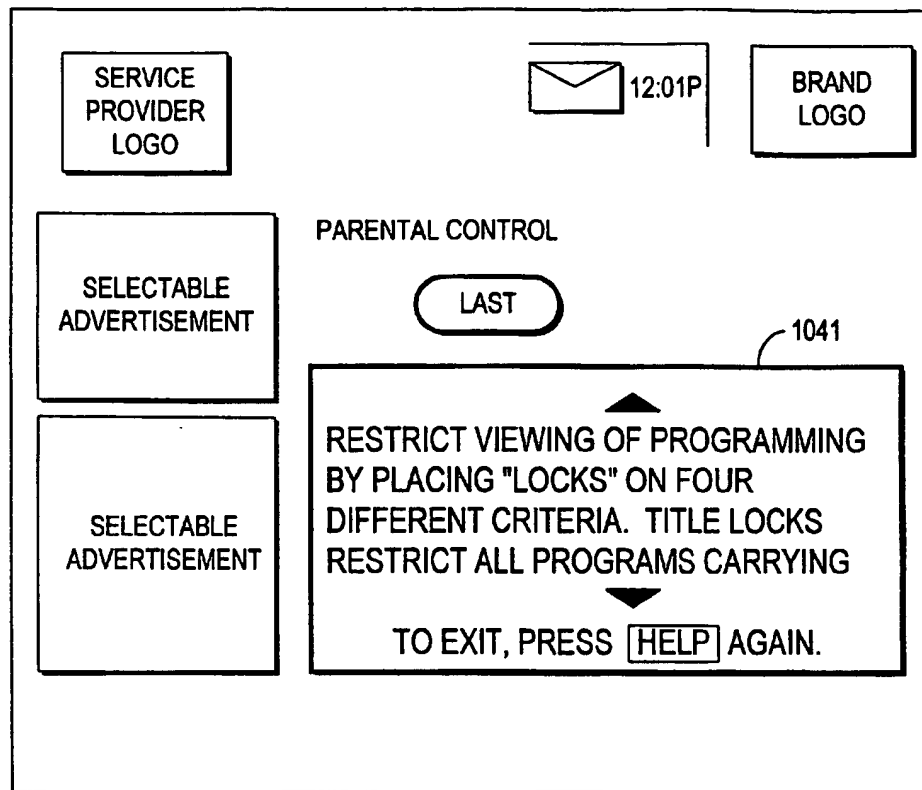 SERVICE
PROVIDER
LOGO
12:01P
BRAND
LOGO
SELECTABLE
ADVERTISEMENT
PARENTAL CONTROL
LAST
1041
RESTRICT VIEWING OF PROGRAMMING
BY PLACING "LOCKS" ON FOUR
DIFFERENT CRITERIA. TITLE LOCKS
RESTRICT ALL PROGRAMS CARRYING
TO EXIT, PRESS HELP AGAIN.
SELECTABLE
ADVERTISEMENT